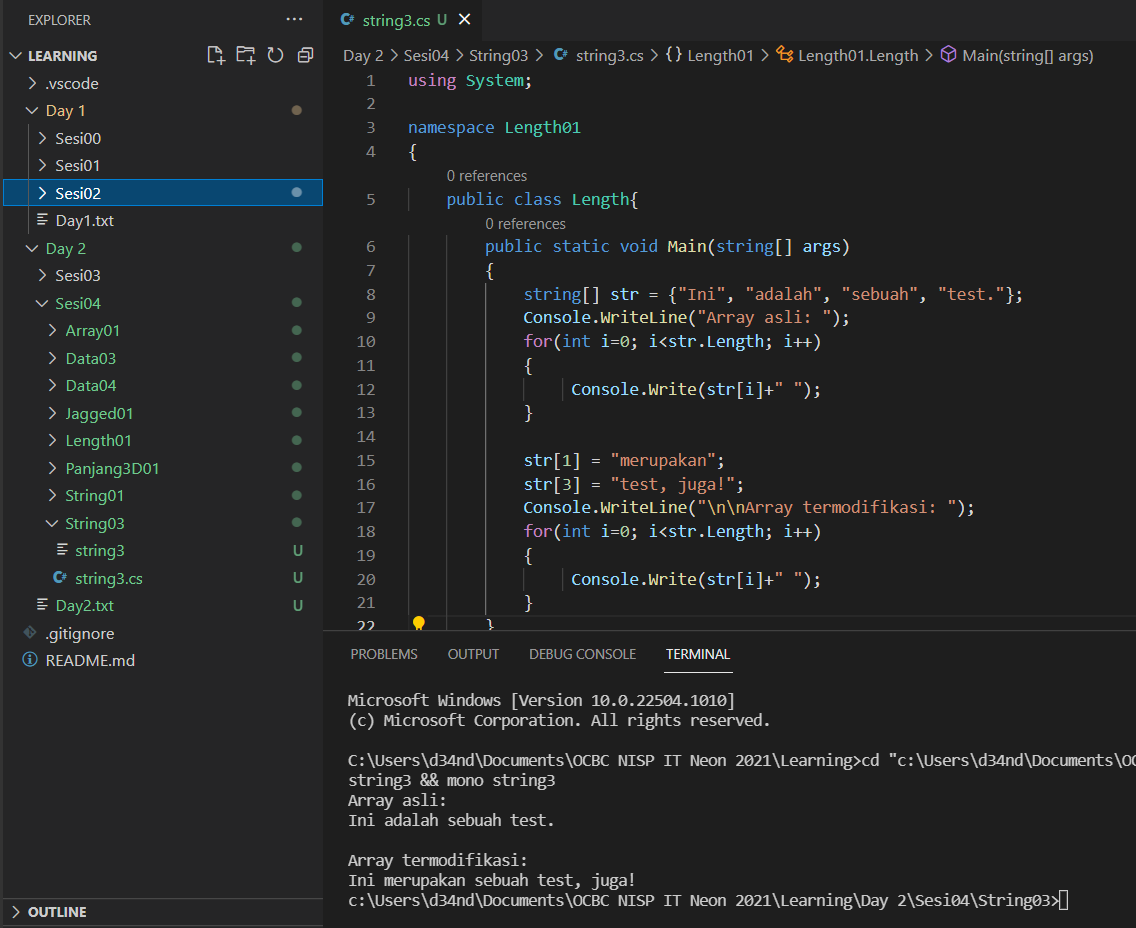 EXPLORER
LEARNING
.vscode
Day 1
Sesi00
Sesi01
Sesi02
Day1.txt
Day 2
Sesi03
Sesi04
Array01
Data03
Data04
Jagged01
Length01
Panjang3D01
String01
String03
string3 U
string3.cs U
Day2.txt U
.gitignore
README.md
OUTLINE
string3.cs U
Day 2 > Sesi04 > String03 > string3.cs > {} Length01 > Length01.Length > Main(string[] args)
1 using System;
2
3 namespace Length01
4 {
0 references
5 public class Length{
0 references
6 public static void Main(string[] args)
7 {
8 string[] str = {"Ini", "adalah", "sebuah", "test."};
9 Console.WriteLine("Array asli: ");
10 for(int i=0; i<str.Length; i++)
11 {
12 Console.Write(str[i]+" ");
13 }
14
15 str[1] = "merupakan";
16 str[3] = "test, juga!";
17 Console.WriteLine("\n\nArray termodifikasi: ");
18 for(int i=0; i<str.Length; i++)
19 {
20 Console.Write(str[i]+" ");
21 }
22 }
PROBLEMS OUTPUT DEBUG CONSOLE TERMINAL
Microsoft Windows [Version 10.0.22504.1010]
(c) Microsoft Corporation. All rights reserved.
C:\Users\d34nd\Documents\OCBC NISP IT Neon 2021\Learning>cd "c:\Users\d34nd\Documents\OC
string3 && mono string3
Array asli:
Ini adalah sebuah test.
Array termodifikasi:
Ini merupakan sebuah test, juga!
c:\Users\d34nd\Documents\OCBC NISP IT Neon 2021\Learning\Day 2\Sesi04\String03>